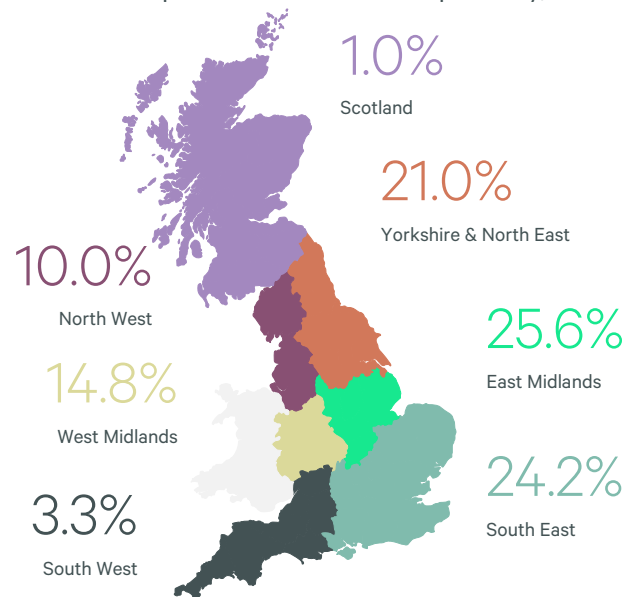 1.0%
Scotland
21.0%
Yorkshire & North East
10.0%
North West
25.6%
East Midlands
14.8%
West Midlands
24.2%
South East
3.3%
South West